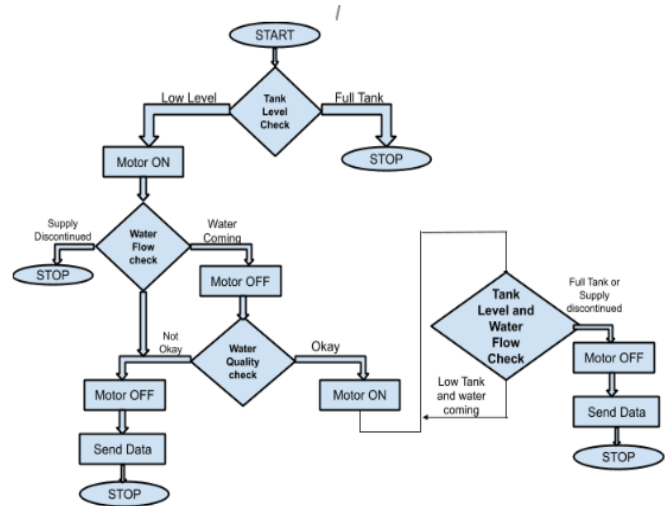 /
START
Tank
Level
Check
Low Level
Full Tank
Motor ON
STOP
Supply
Discontinued
Water
Flow
check
Water
Coming
STOP
Motor OFF
Not
Okay
Water
Quality
check
Okay
Motor OFF
Motor ON
Send Data
STOP
Tank
Level and
Water
Flow
Check
Full Tank or
Supply
discontinued
Low Tank
and water
coming
Motor OFF
Send Data
STOP